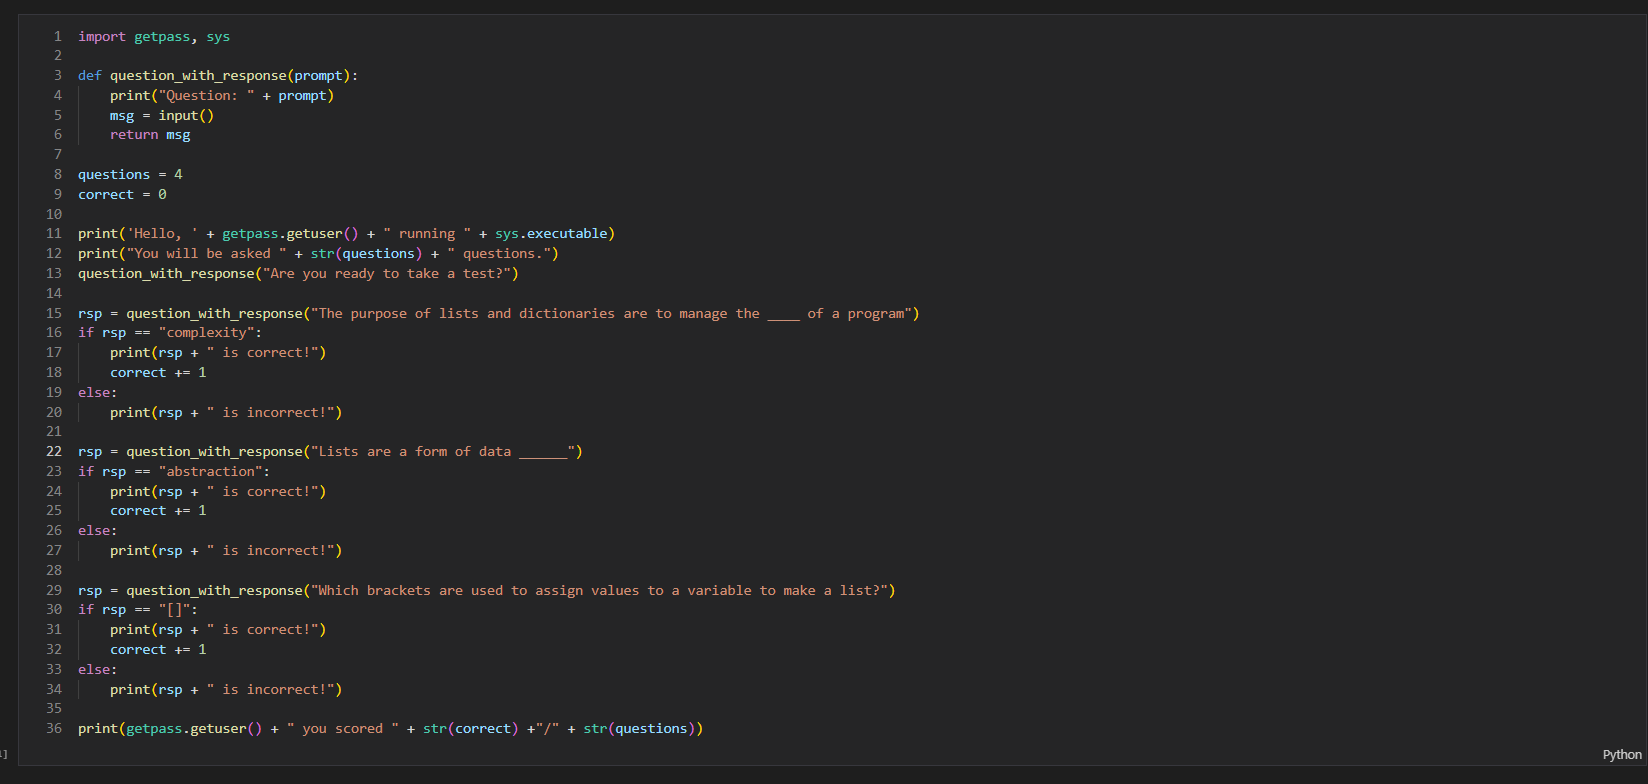 1 import getpass, sys
2
3 def question_with_response(prompt):
4     print("Question: " + prompt)
5     msg = input()
6     return msg
7
8 questions = 4
9 correct = 0
10
11 print('Hello, ' + getpass.getuser() + " running " + sys.executable)
12 print("You will be asked " + str(questions) + " questions.")
13 question_with_response("Are you ready to take a test?")
14
15 rsp = question_with_response("The purpose of lists and dictionaries are to manage the ____ of a program")
16 if rsp == "complexity":
17     print(rsp + " is correct!")
18     correct += 1
19 else:
20     print(rsp + " is incorrect!")
21
22 rsp = question_with_response("Lists are a form of data ______")
23 if rsp == "abstraction":
24     print(rsp + " is correct!")
25     correct += 1
26 else:
27     print(rsp + " is incorrect!")
28
29 rsp = question_with_response("Which brackets are used to assign values to a variable to make a list?")
30 if rsp == "[]":
31     print(rsp + " is correct!")
32     correct += 1
33 else:
34     print(rsp + " is incorrect!")
35
36 print(getpass.getuser() + " you scored " + str(correct) +"/" + str(questions))
Python